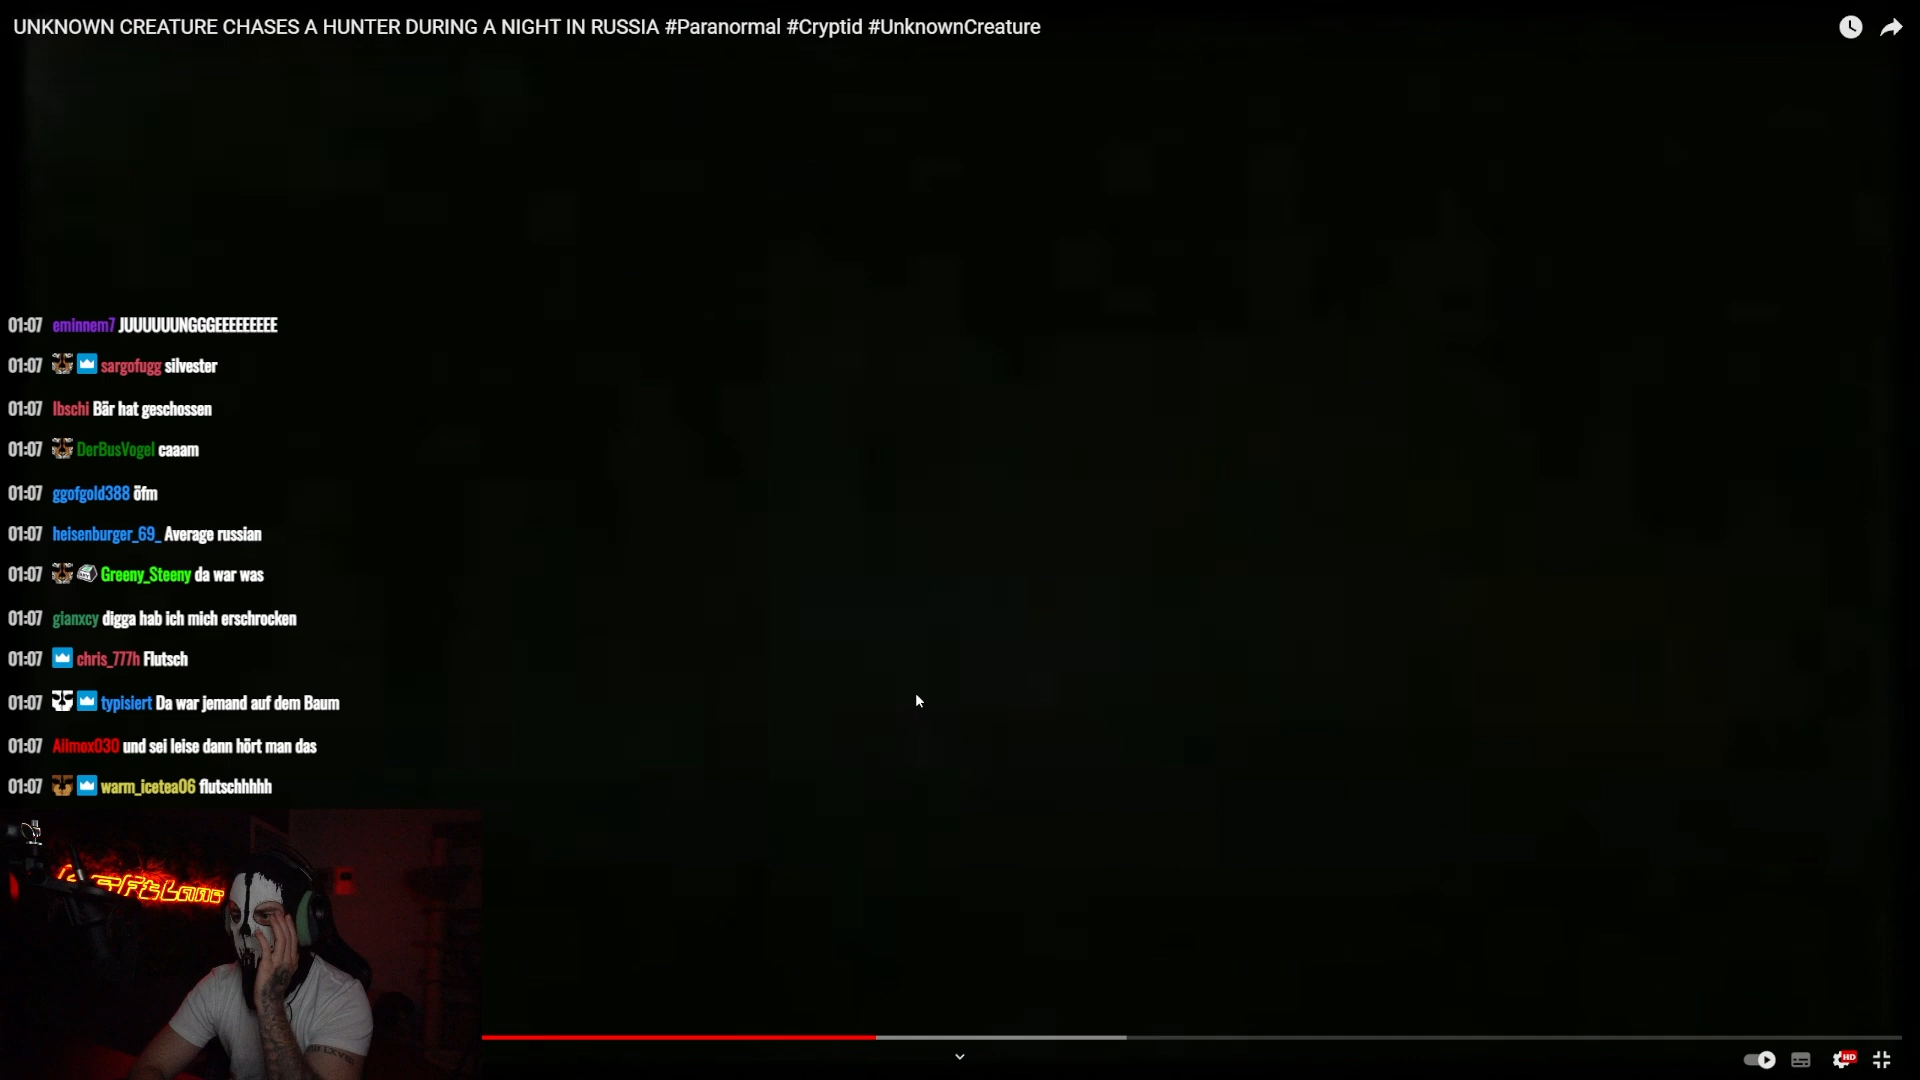 UNKNOWN CREATURE CHASES A HUNTER DURING A NIGHT IN RUSSIA #Paranormal #Cryptid #UnknownCreature
01:07 eminnem7 JUUUUUUNGGGEEEEEEEEE
01:07 sargofugg silvester
01:07 Ibschi Bär hat geschossen
01:07 DerBusVogel caaam
01:07 ggofgold388 öfm
01:07 heisenburger_69_ Average russian
01:07 Greeny_Steeny da war was
01:07 gianxcy digga hab ich mich erschrocken
01:07 chris_777h Flutsch
01:07 typisiert Da war jemand auf dem Baum
01:07 Allmox030 und sei leise dann hört man das
01:07 warm_icetea06 flutschhhhh
HD